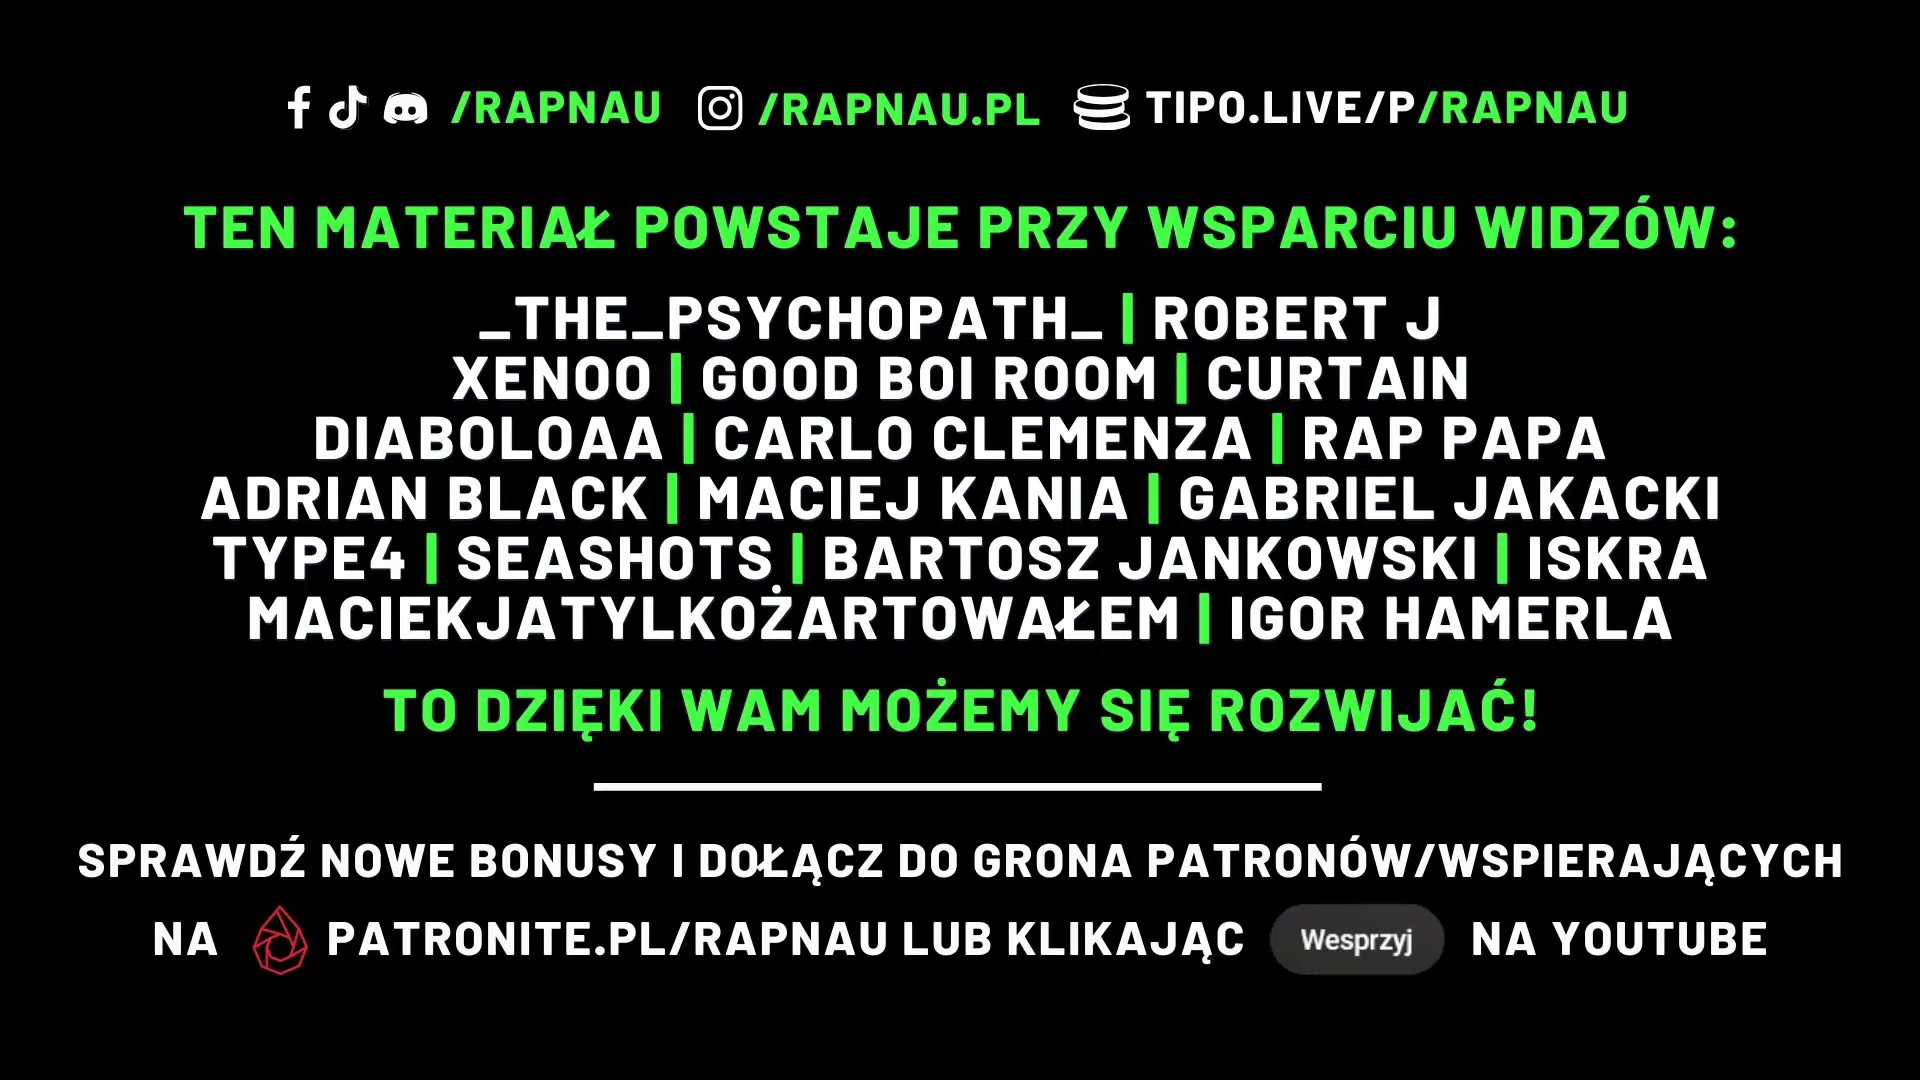 /RAPNAU /RAPNAU.PL TIPO.LIVE/P/RAPNAU
TEN MATERIAŁ POWSTAJE PRZY WSPARCIU WIDZÓW:
_THE_PSYCHOPATH_ | ROBERT J
XENOO | GOOD BOI ROOM | CURTAIN
DIABOLOAA | CARLO CLEMENZA | RAP PAPA
ADRIAN BLACK | MACIEJ KANIA | GABRIEL JAKACKI
TYPE4 | SEASHOTS | BARTOSZ JANKOWSKI | ISKRA
MACIEKJATYLKOŻARTOWAŁEM | IGOR HAMERLA
TO DZIĘKI WAM MOŻEMY SIĘ ROZWIJAĆ!
SPRAWDŹ NOWE BONUSY I DOŁĄCZ DO GRONA PATRONÓW/WSPIERAJĄCYCH
NA PATRONITE.PL/RAPNAU LUB KLIKAJĄC Wesprzyj NA YOUTUBE